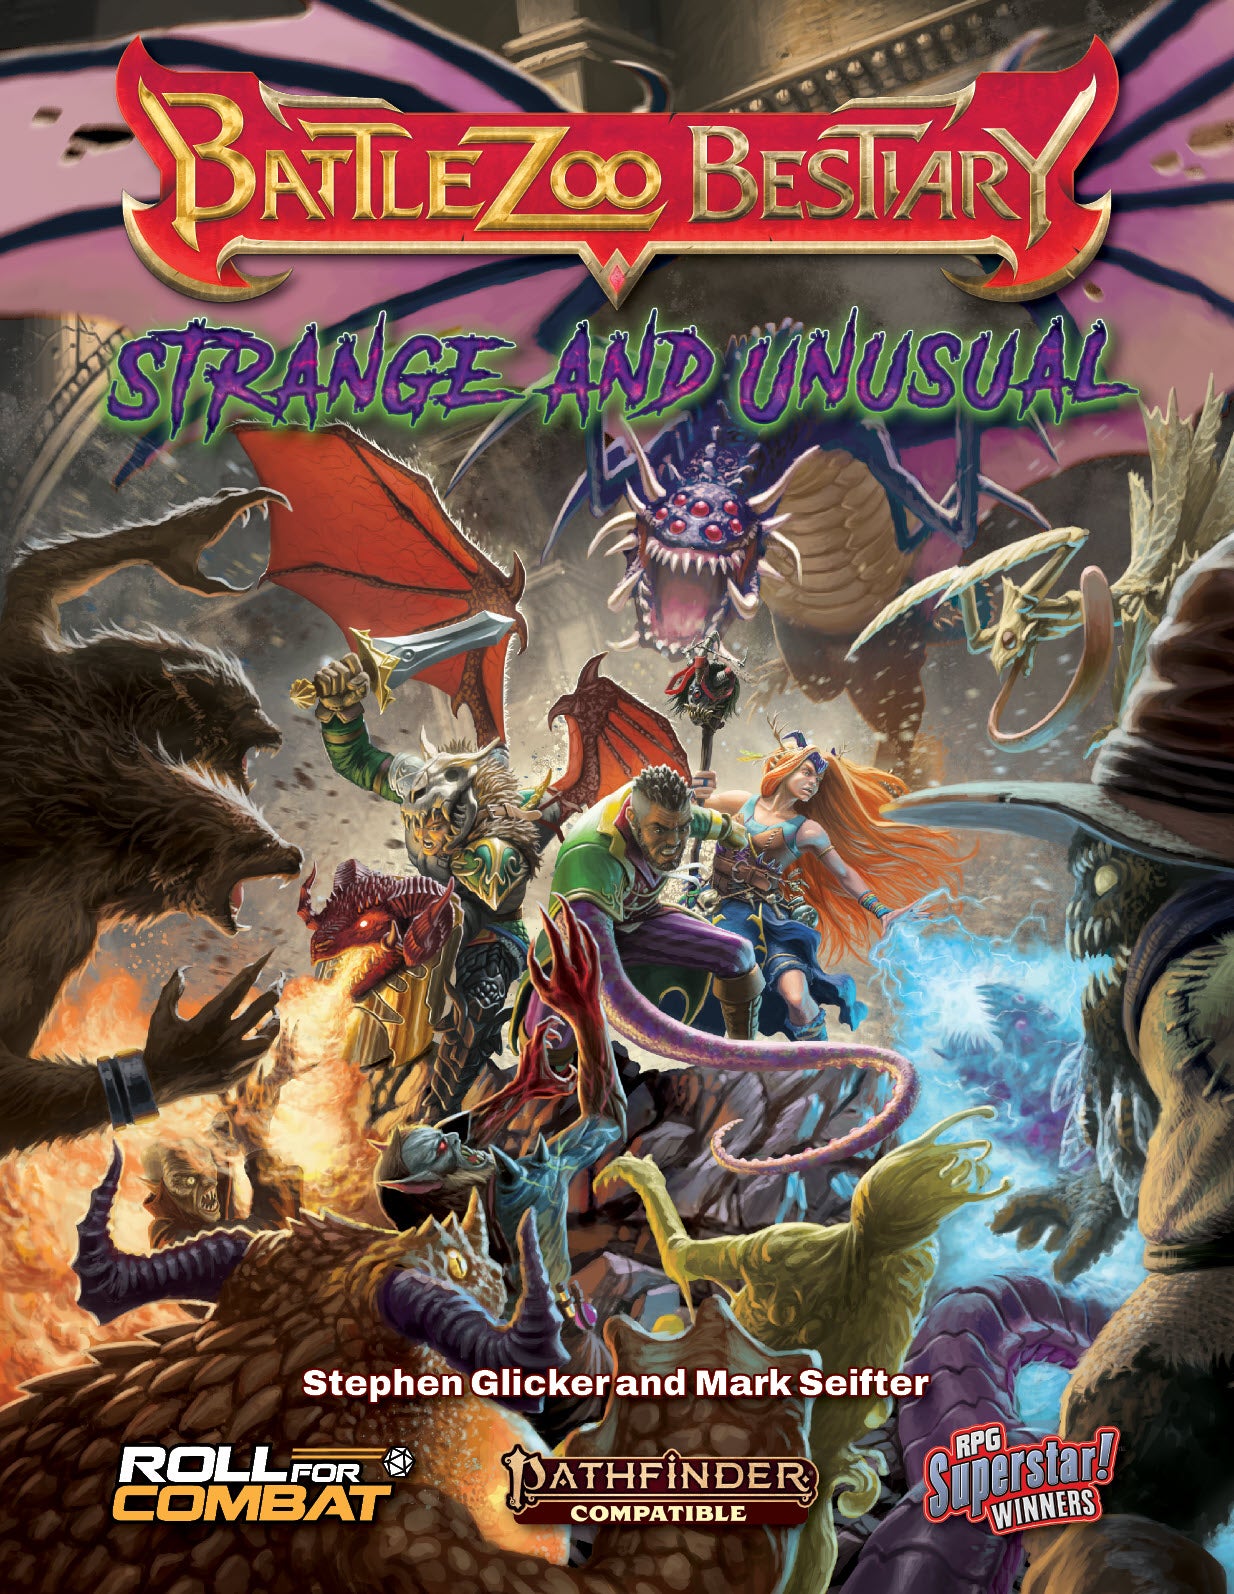 BATTLEZOO BESTIARY
STRANGE AND UNUSUAL
Stephen Glicker and Mark Seifter
ROLL FOR
COMBAT
PATHFINDER
COMPATIBLE
RPG
Superstar!
WINNERS